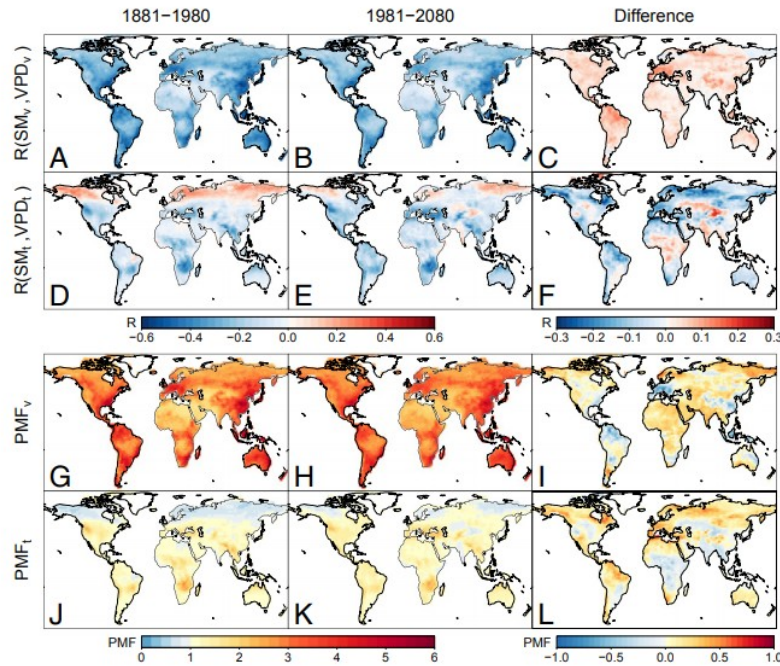 1881−1980 1981−2080 Difference
R(SMᵥ ,VPDᵥ )
A B C
R(SMₜ ,VPDₜ )
D E F
R
−0.6 −0.4 −0.2 0.0 0.2 0.4 0.6
R
−0.3 −0.2 −0.1 0.0 0.1 0.2 0.3
PMFᵥ
G H I
PMFₜ
J K L
PMF
0 1 2 3 4 5 6
PMF
−1.0 −0.5 0.0 0.5 1.0